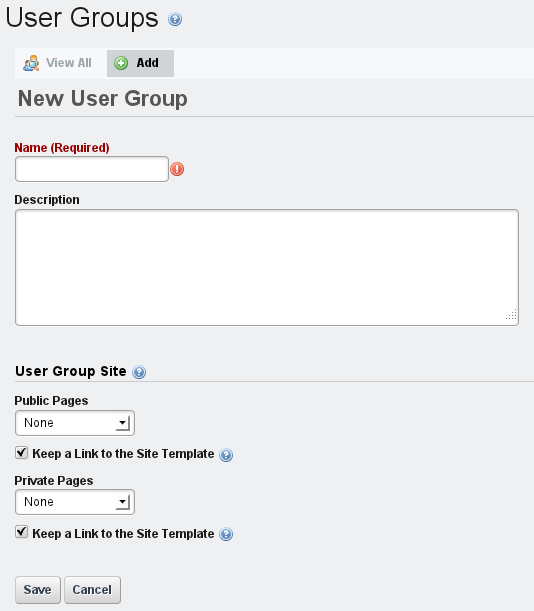 User Groups
View All Add
New User Group
Name (Required)
Description
User Group Site
Public Pages
None
Keep a Link to the Site Template
Private Pages
None
Keep a Link to the Site Template
Save Cancel